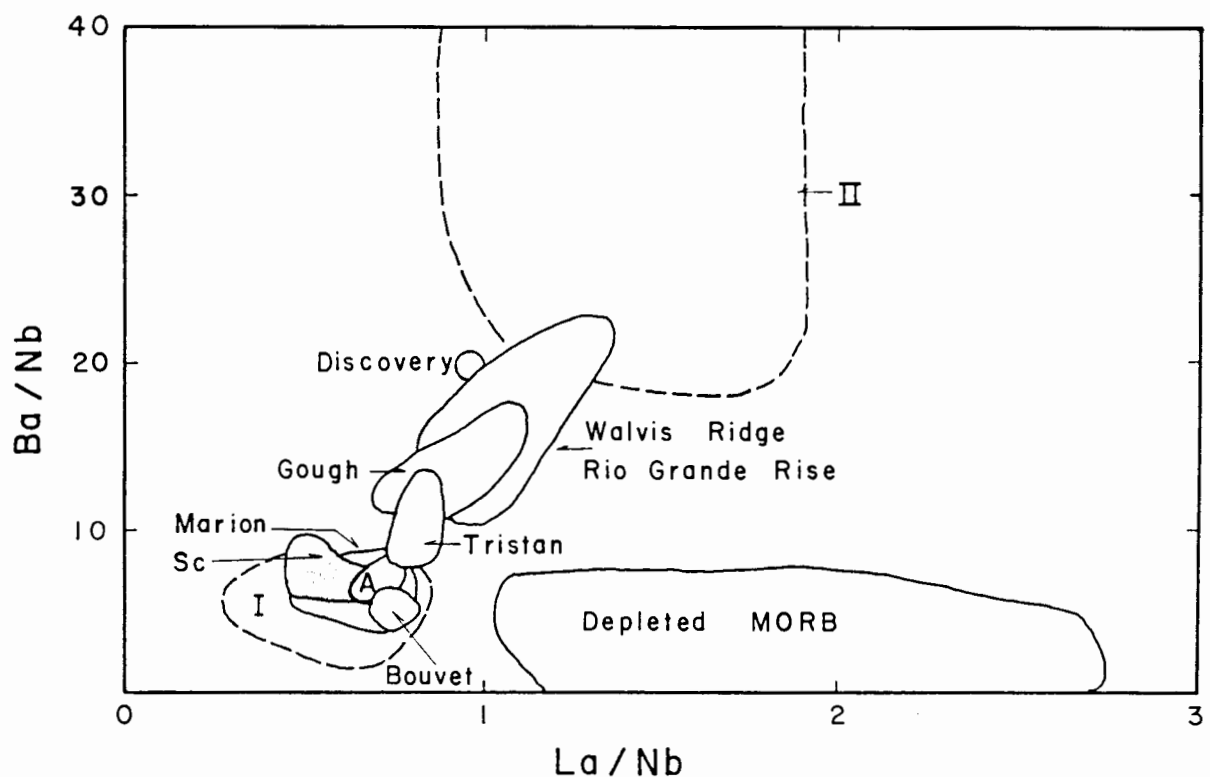 40
30
20
10
Ba/Nb
II
Discovery
Walvis Ridge
Rio Grande Rise
Gough
Marion
Tristan
Sc
A
I
Depleted MORB
Bouvet
0
1
2
3
La/Nb